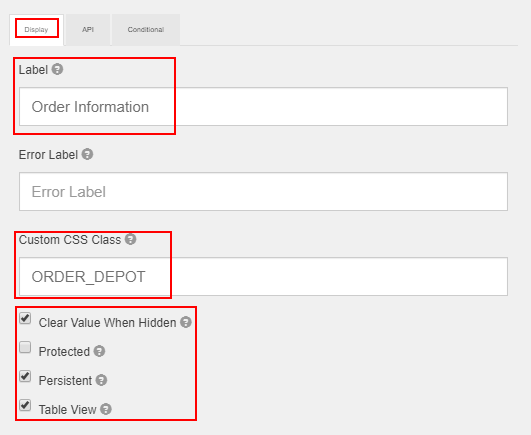 Display API Conditional
Label ?
Order Information
Error Label ?
Error Label
Custom CSS Class ?
ORDER_DEPOT
Clear Value When Hidden ?
Protected ?
Persistent ?
Table View ?